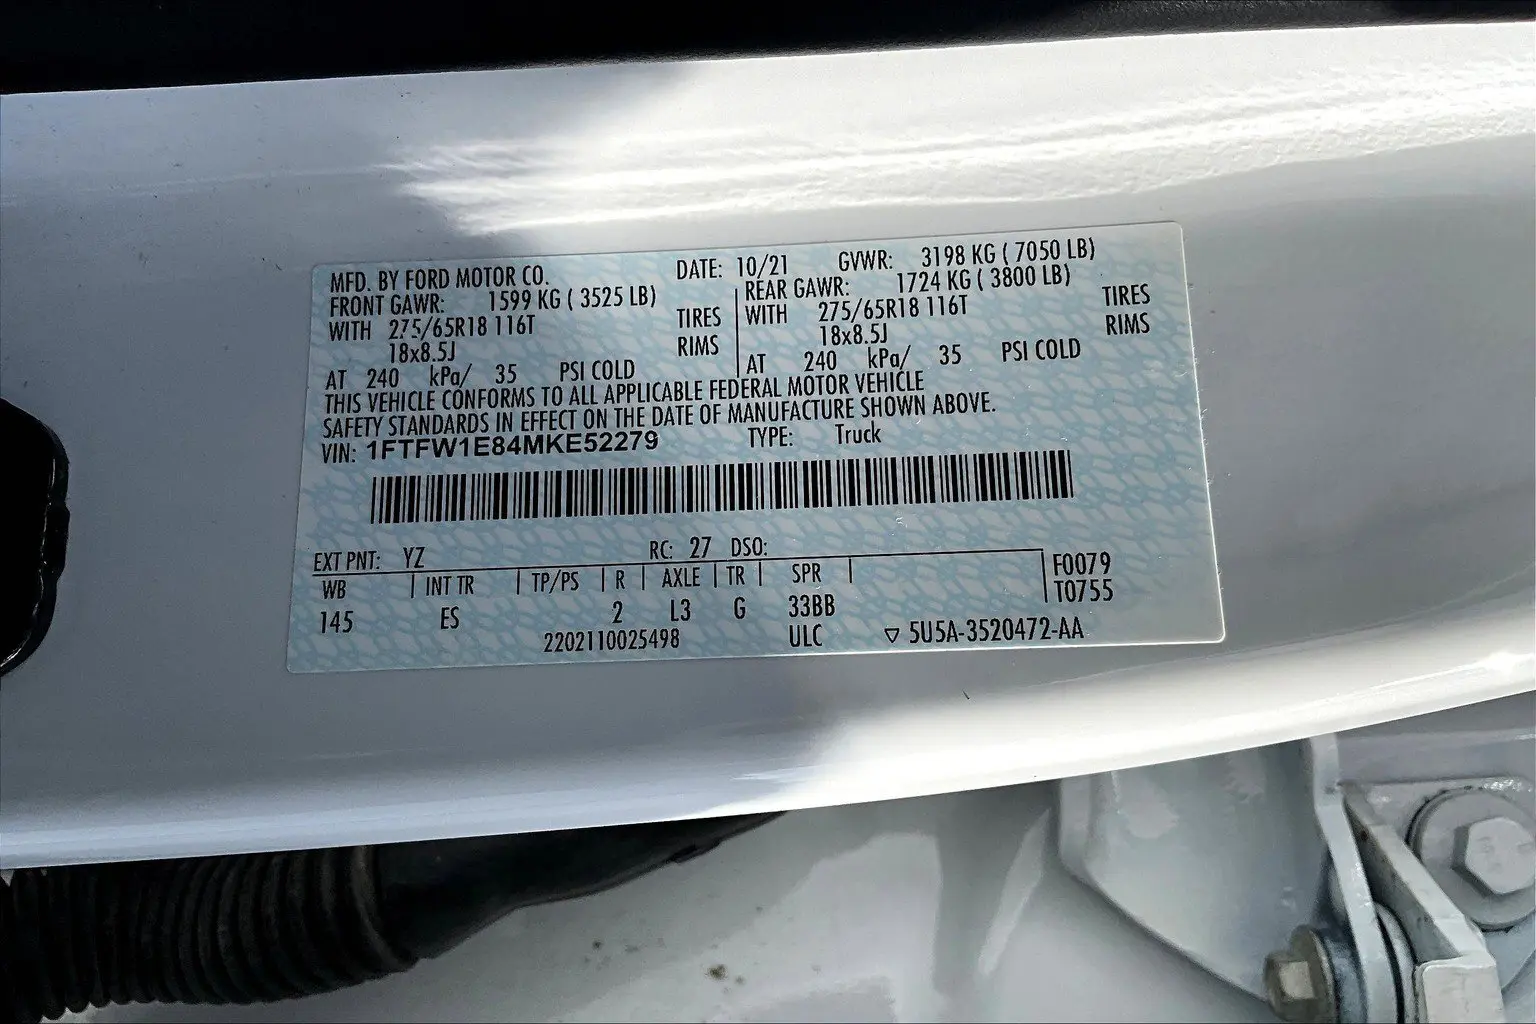 MFD. BY FORD MOTOR CO. DATE: 10/21 GVWR: 3198 KG ( 7050 LB)
FRONT GAWR: 1599 KG ( 3525 LB) REAR GAWR: 1724 KG ( 3800 LB)
WITH 275/65R18 116T TIRES WITH 275/65R18 116T TIRES
18x8.5J RIMS 18x8.5J RIMS
AT 240 kPa/ 35 PSI COLD AT 240 kPa/ 35 PSI COLD
THIS VEHICLE CONFORMS TO ALL APPLICABLE FEDERAL MOTOR VEHICLE
SAFETY STANDARDS IN EFFECT ON THE DATE OF MANUFACTURE SHOWN ABOVE.
VIN: 1FTFW1E84MKE52279 TYPE: Truck
EXT PNT: YZ RC: 27 DSO:
WB INT TR TP/PS R AXLE TR SPR F0079
145 ES 2 L3 G 33BB T0755
2202110025498 ULC ▽ 5U5A-3520472-AA